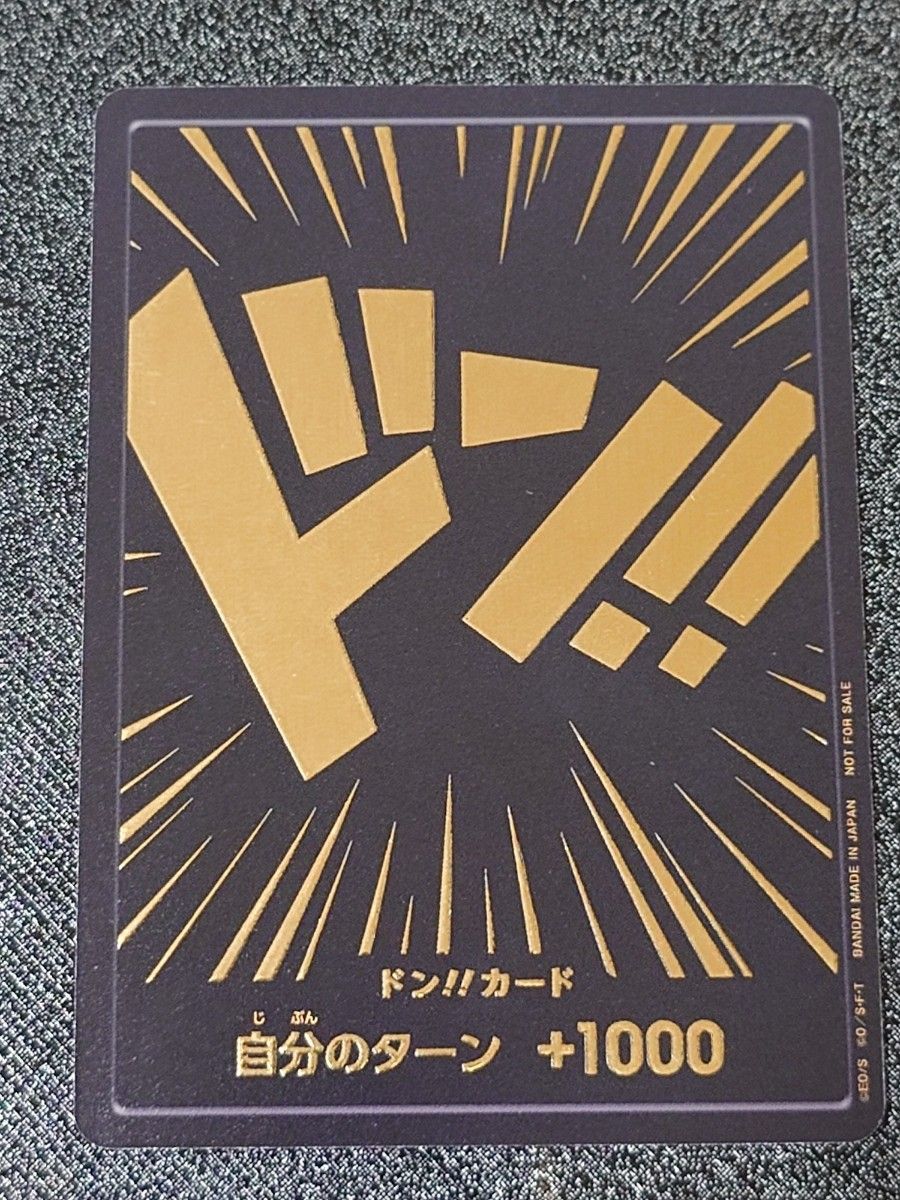 ドン!!
ドン!!カード
じ ぶん
自分のターン +1000
©EO/S ©O/S･F･T BANDAI MADE IN JAPAN NOT FOR SALE